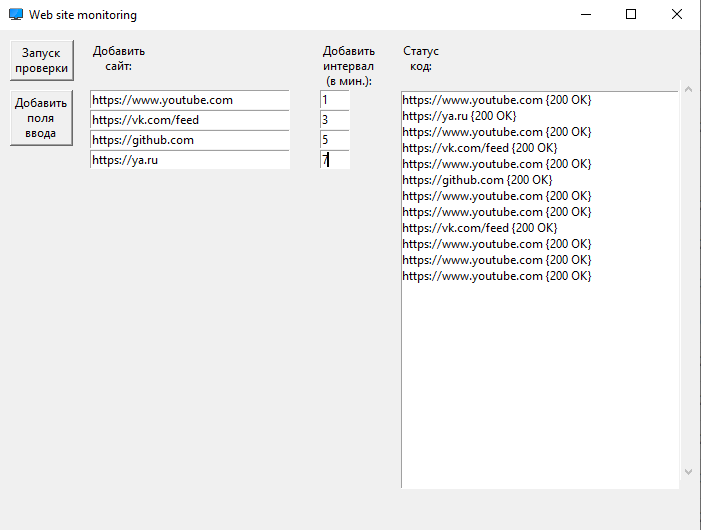 Web site monitoring
Запуск
проверки
Добавить
поля
ввода
Добавить
сайт:
https://www.youtube.com
https://vk.com/feed
https://github.com
https://ya.ru
Добавить
интервал
(в мин.):
1
3
5
7
Статус
код:
https://www.youtube.com {200 OK}
https://ya.ru {200 OK}
https://www.youtube.com {200 OK}
https://vk.com/feed {200 OK}
https://www.youtube.com {200 OK}
https://github.com {200 OK}
https://www.youtube.com {200 OK}
https://www.youtube.com {200 OK}
https://vk.com/feed {200 OK}
https://www.youtube.com {200 OK}
https://www.youtube.com {200 OK}
https://www.youtube.com {200 OK}